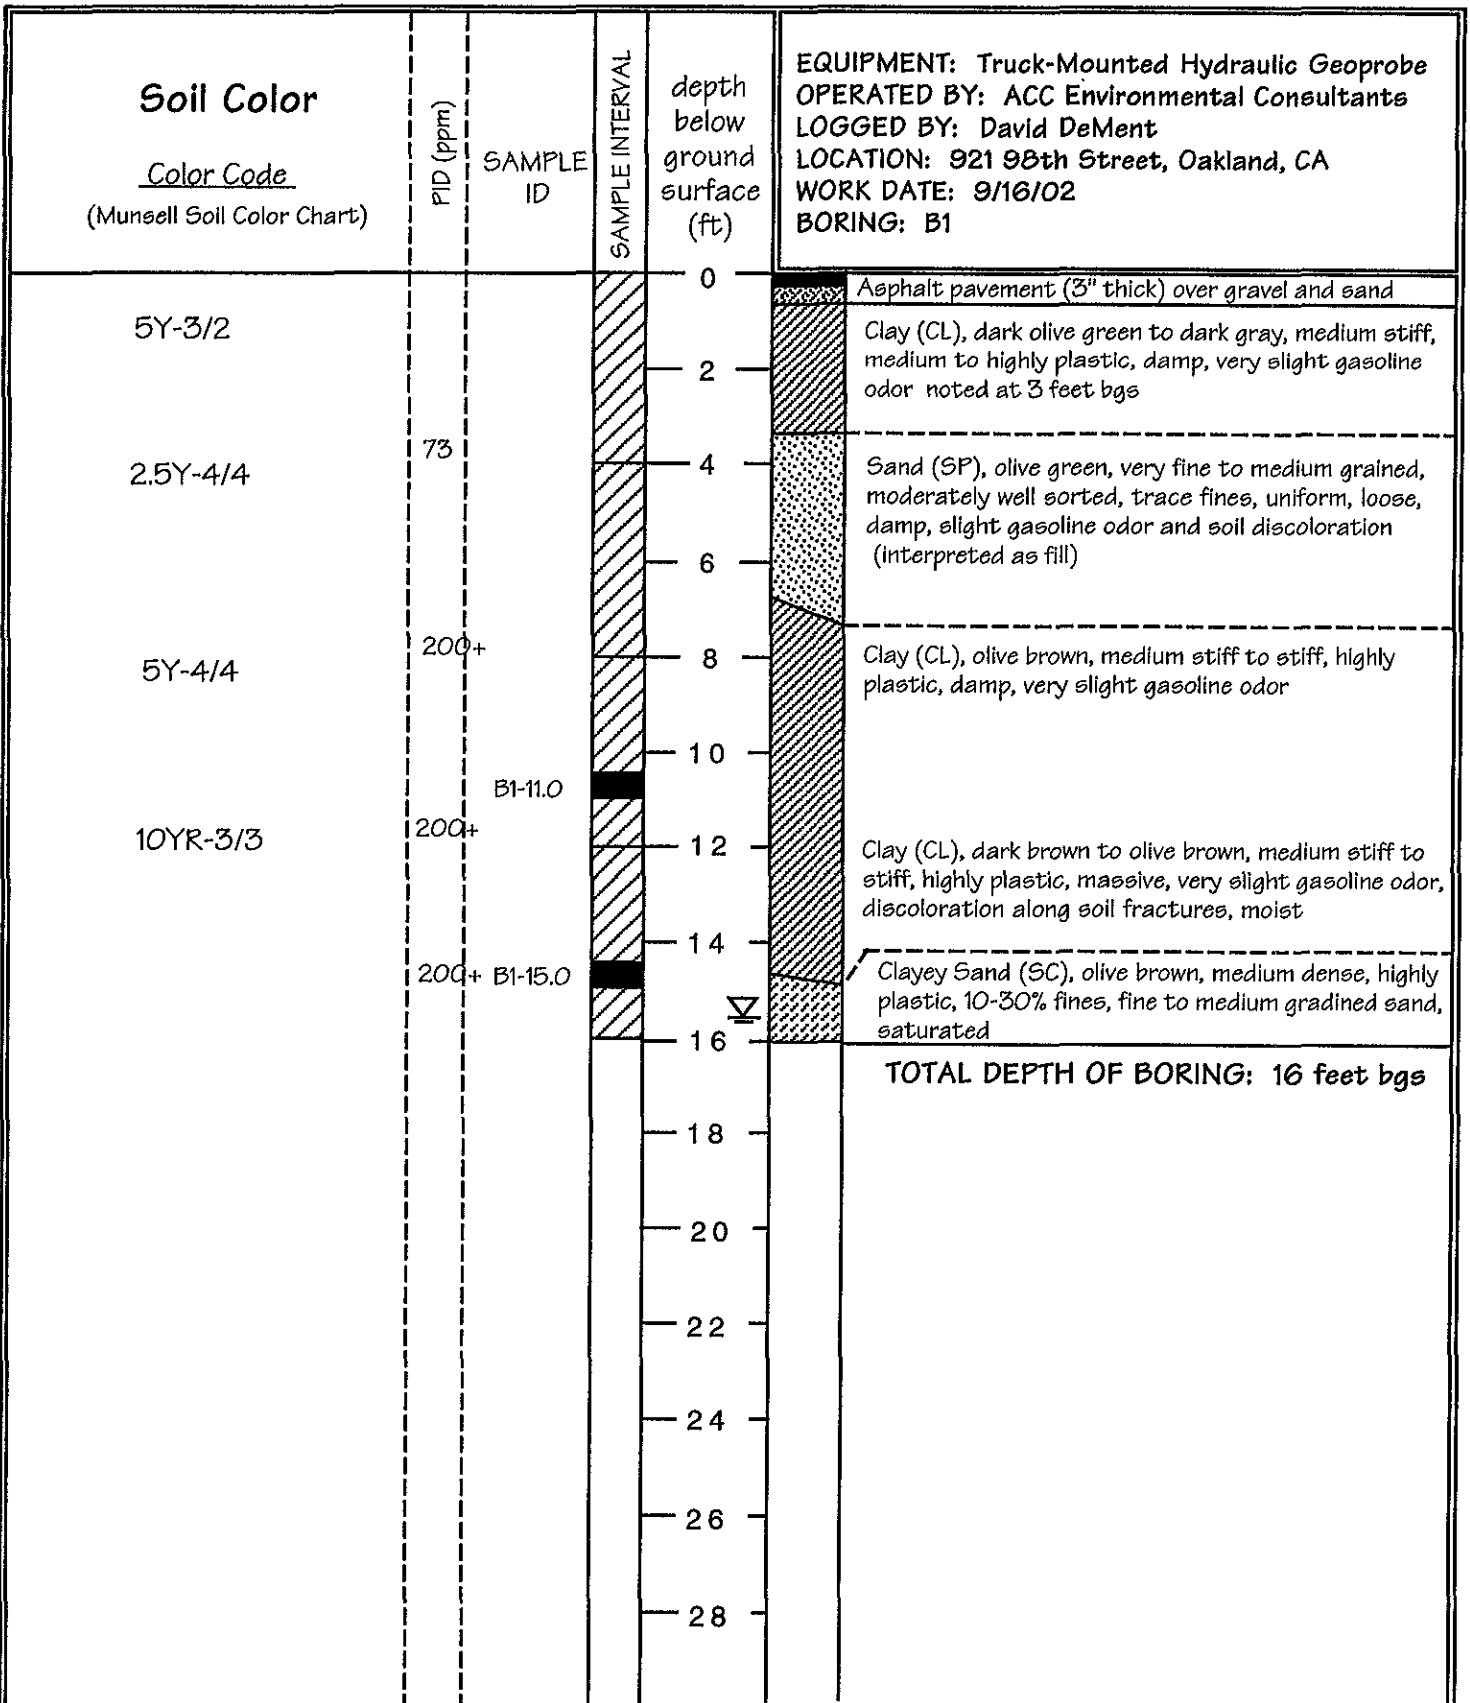 Soil Color
Color Code
(Munsell Soil Color Chart)
PID (ppm)
SAMPLE
ID
SAMPLE INTERVAL
depth
below
ground
surface
(ft)
EQUIPMENT: Truck-Mounted Hydraulic Geoprobe
OPERATED BY: ACC Environmental Consultants
LOGGED BY: David DeMent
LOCATION: 921 98th Street, Oakland, CA
WORK DATE: 9/16/02
BORING: B1
0
Asphalt pavement (3" thick) over gravel and sand
5Y-3/2
Clay (CL), dark olive green to dark gray, medium stiff,
medium to highly plastic, damp, very slight gasoline
odor noted at 3 feet bgs
2
73
4
2.5Y-4/4
Sand (SP), olive green, very fine to medium grained,
moderately well sorted, trace fines, uniform, loose,
damp, slight gasoline odor and soil discoloration
(interpreted as fill)
6
200+
8
5Y-4/4
Clay (CL), olive brown, medium stiff to stiff, highly
plastic, damp, very slight gasoline odor
10
B1-11.0
200+
10YR-3/3
12
Clay (CL), dark brown to olive brown, medium stiff to
stiff, highly plastic, massive, very slight gasoline odor,
discoloration along soil fractures, moist
14
200+
B1-15.0
Clayey Sand (SC), olive brown, medium dense, highly
plastic, 10-30% fines, fine to medium gradined sand,
saturated
16
TOTAL DEPTH OF BORING: 16 feet bgs
18
20
22
24
26
28